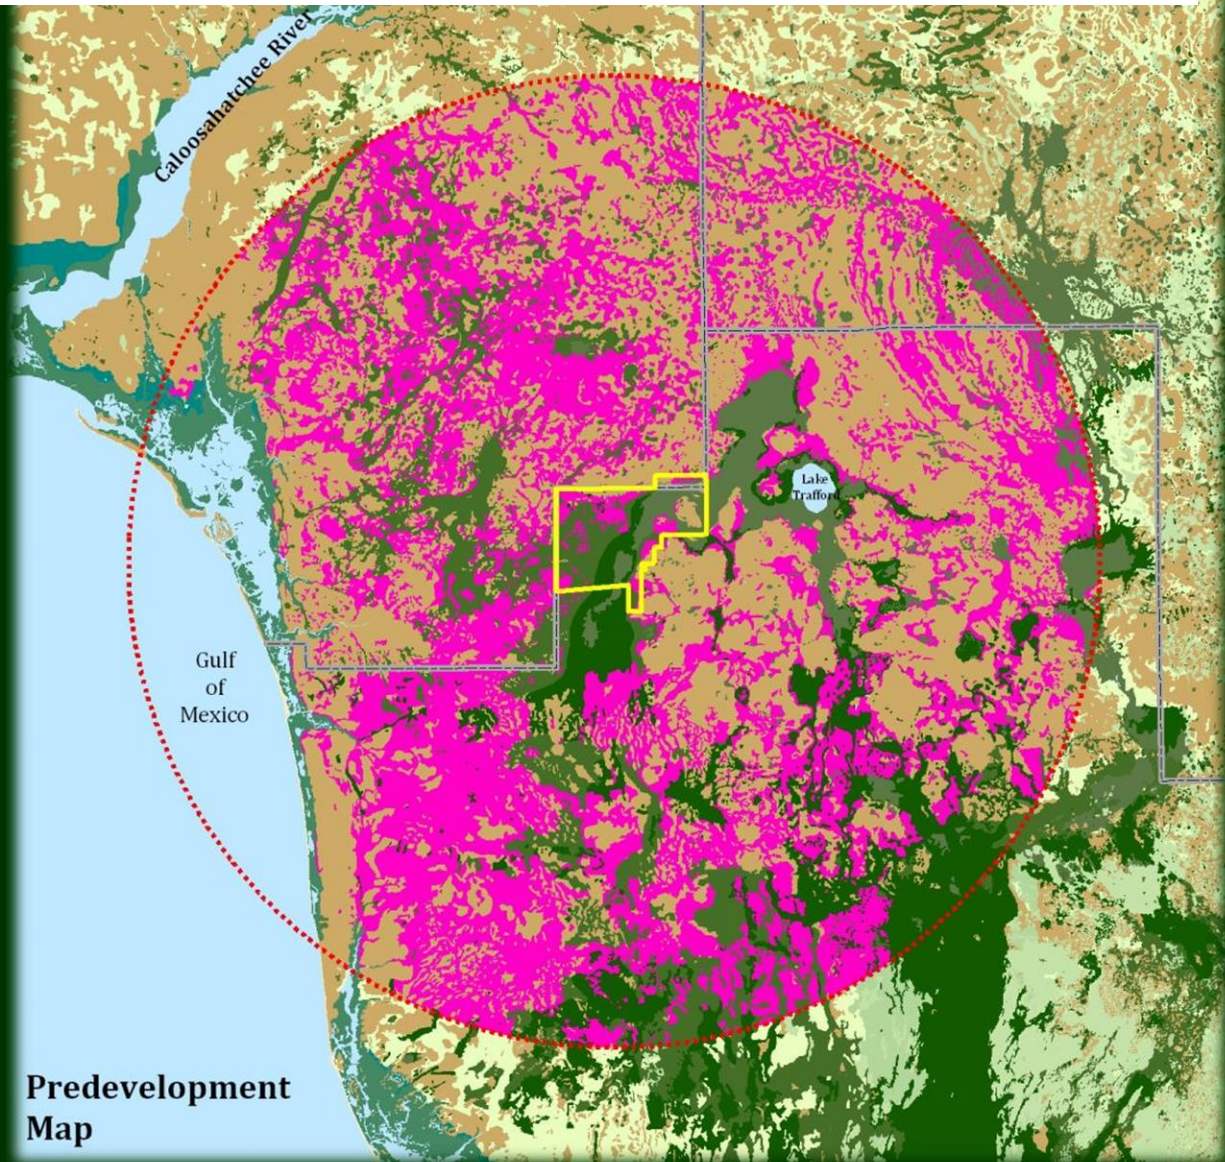 Caloosahatchee River
Lake
Trafford
Gulf
of
Mexico
Predevelopment
Map